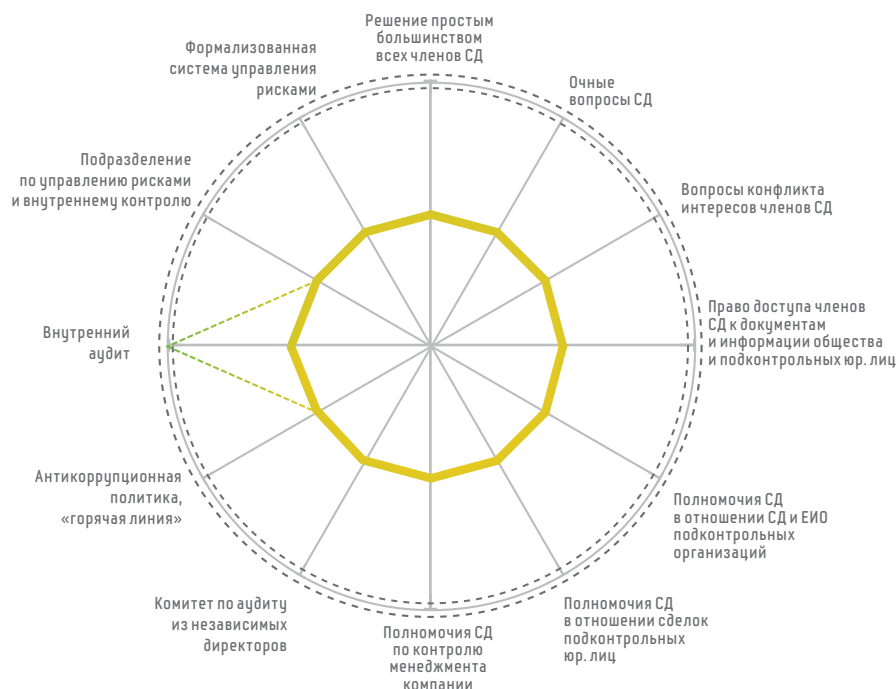 Решение простым
большинством
всех членов СД
Очные
вопросы СД
Вопросы конфликта
интересов членов СД
Право доступа членов
СД к документам
и информации общества
и подконтрольных юр. лиц
Полномочия СД
в отношении СД и ЕИО
подконтрольных
организаций
Полномочия СД
в отношении сделок
подконтрольных
юр. лиц
Полномочия СД
по контролю
менеджмента
компании
Комитет по аудиту
из независимых
директоров
Антикоррупционная
политика,
«горячая линия»
Внутренний
аудит
Подразделение
по управлению рисками
и внутреннему контролю
Формализованная
система управления
рисками